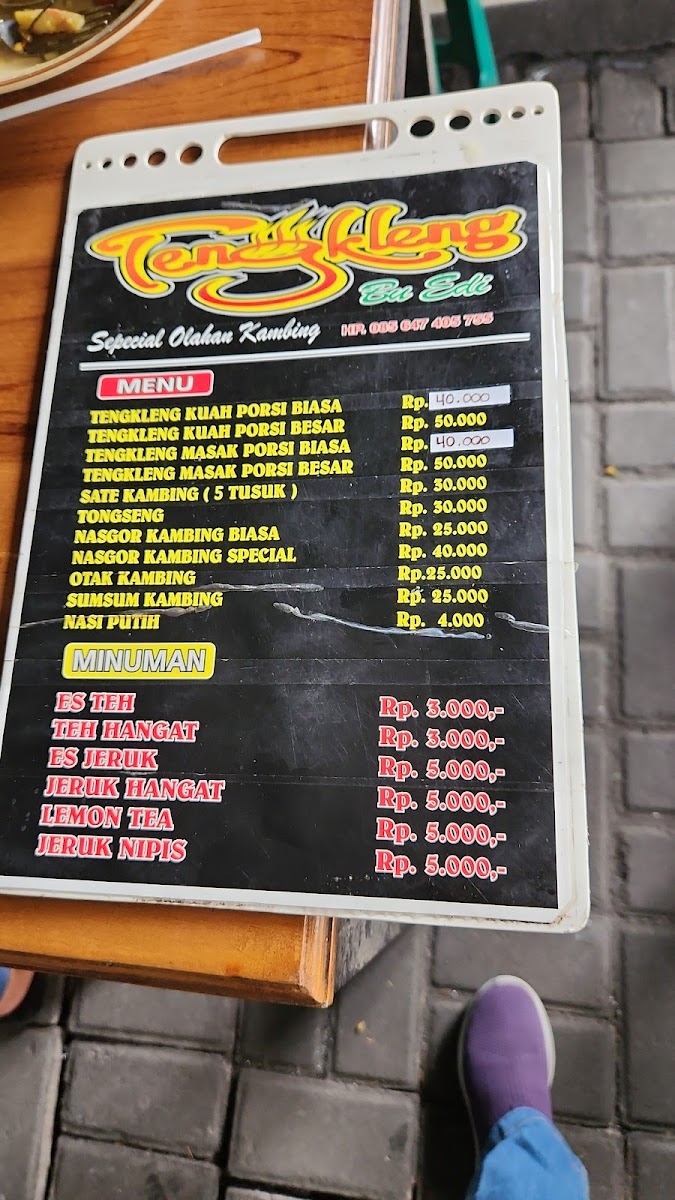 Tengkleng
Bu Edi
Sepecial Olahan Kambing HP. 085 647 405 755
MENU
TENGKLENG KUAH PORSI BIASA Rp. 40.000
TENGKLENG KUAH PORSI BESAR Rp. 50.000
TENGKLENG MASAK PORSI BIASA Rp. 40.000
TENGKLENG MASAK PORSI BESAR Rp. 50.000
SATE KAMBING ( 5 TUSUK ) Rp. 30.000
TONGSENG Rp. 30.000
NASGOR KAMBING BIASA Rp. 25.000
NASGOR KAMBING SPECIAL Rp. 40.000
OTAK KAMBING Rp.25.000
SUMSUM KAMBING Rp. 25.000
NASI PUTIH Rp. 4.000
MINUMAN
ES TEH Rp. 3.000,-
TEH HANGAT Rp. 3.000,-
ES JERUK Rp. 5.000,-
JERUK HANGAT Rp. 5.000,-
LEMON TEA Rp. 5.000,-
JERUK NIPIS Rp. 5.000,-